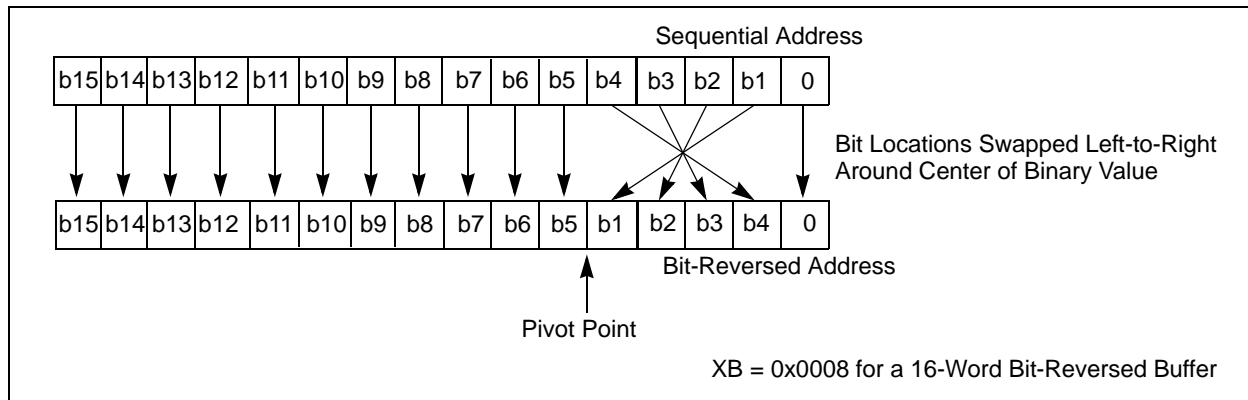 Sequential Address
b15 b14 b13 b12 b11 b10 b9 b8 b7 b6 b5 b4 b3 b2 b1 0
Bit Locations Swapped Left-to-Right
Around Center of Binary Value
b15 b14 b13 b12 b11 b10 b9 b8 b7 b6 b5 b1 b2 b3 b4 0
Bit-Reversed Address
Pivot Point
XB = 0x0008 for a 16-Word Bit-Reversed Buffer